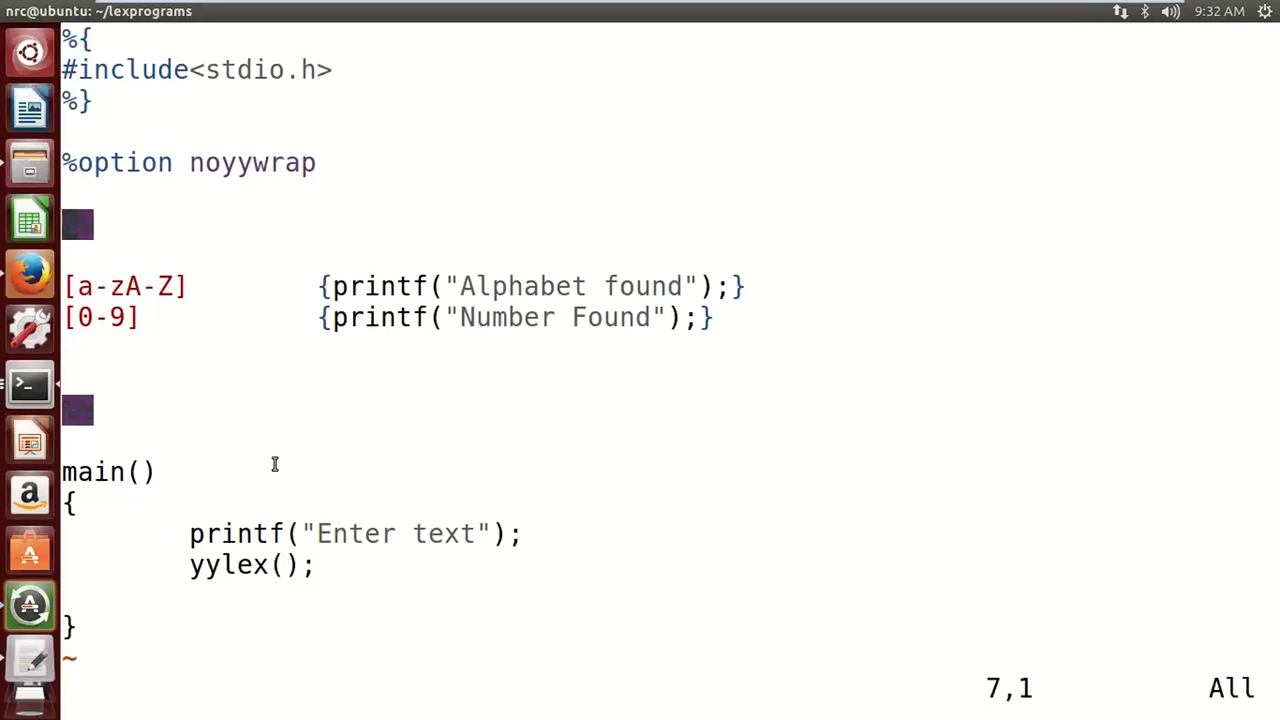 nrc@ubuntu: ~/lexprograms
9:32 AM
%{
#include<stdio.h>
%}
%option noyywrap
[a-zA-Z] {printf("Alphabet found");}
[0-9] {printf("Number Found");}
main()
{
printf("Enter text");
yylex();
}
~
7,1 All